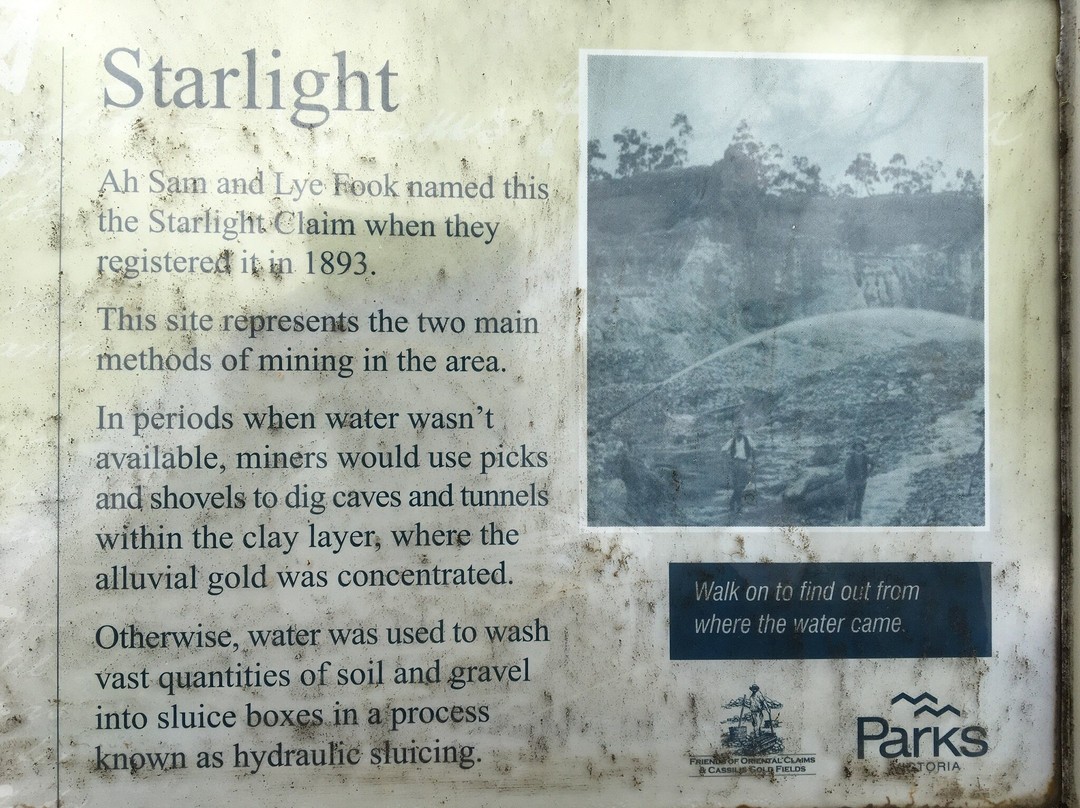 Starlight
Ah Sam and Lye Fook named this
the Starlight Claim when they
registered it in 1893.
This site represents the two main
methods of mining in the area.
In periods when water wasn't
available, miners would use picks
and shovels to dig caves and tunnels
within the clay layer, where the
alluvial gold was concentrated.
Otherwise, water was used to wash
vast quantities of soil and gravel
into sluice boxes in a process
known as hydraulic sluicing.
Walk on to find out from
where the water came.
FRIENDS OF ORIENTAL CLAIMS
& CASSILIS GOLD FIELDS
Parks
VICTORIA